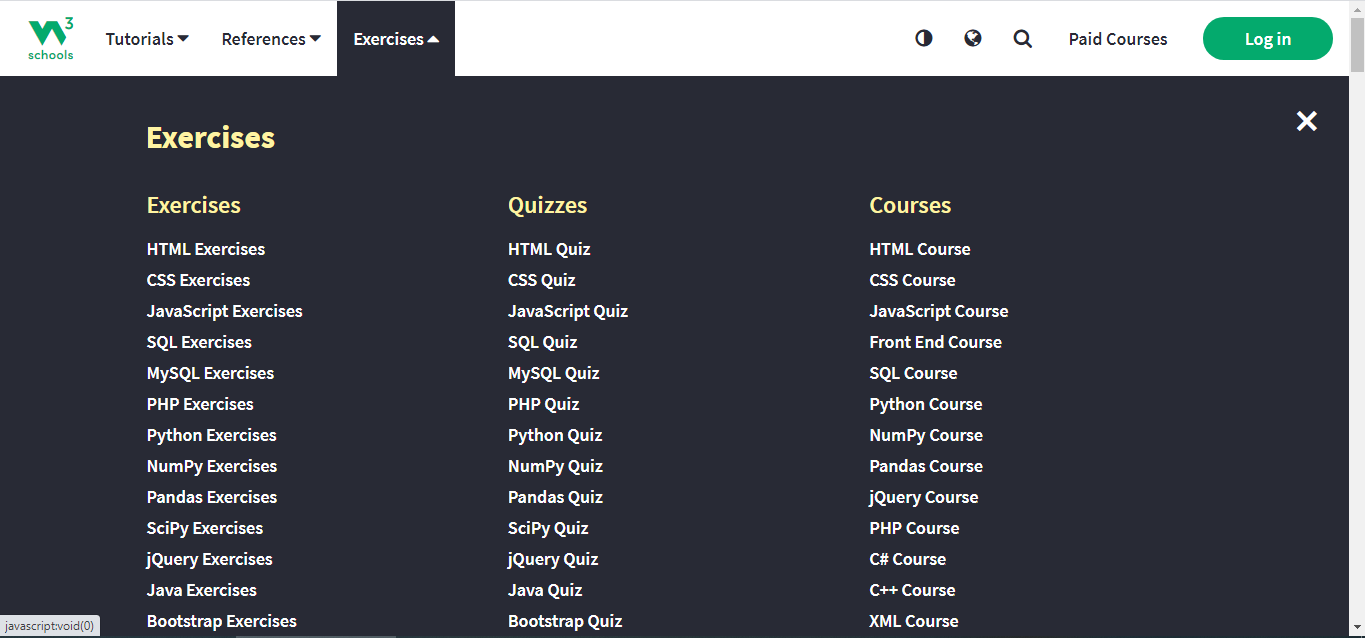 3
schools
Tutorials
References
Exercises
Paid Courses
Log in
Exercises
Exercises
HTML Exercises
CSS Exercises
JavaScript Exercises
SQL Exercises
MySQL Exercises
PHP Exercises
Python Exercises
NumPy Exercises
Pandas Exercises
SciPy Exercises
jQuery Exercises
Java Exercises
Bootstrap Exercises
Quizzes
HTML Quiz
CSS Quiz
JavaScript Quiz
SQL Quiz
MySQL Quiz
PHP Quiz
Python Quiz
NumPy Quiz
Pandas Quiz
SciPy Quiz
jQuery Quiz
Java Quiz
Bootstrap Quiz
Courses
HTML Course
CSS Course
JavaScript Course
Front End Course
SQL Course
Python Course
NumPy Course
Pandas Course
jQuery Course
PHP Course
C# Course
C++ Course
XML Course
javascript:void(0)